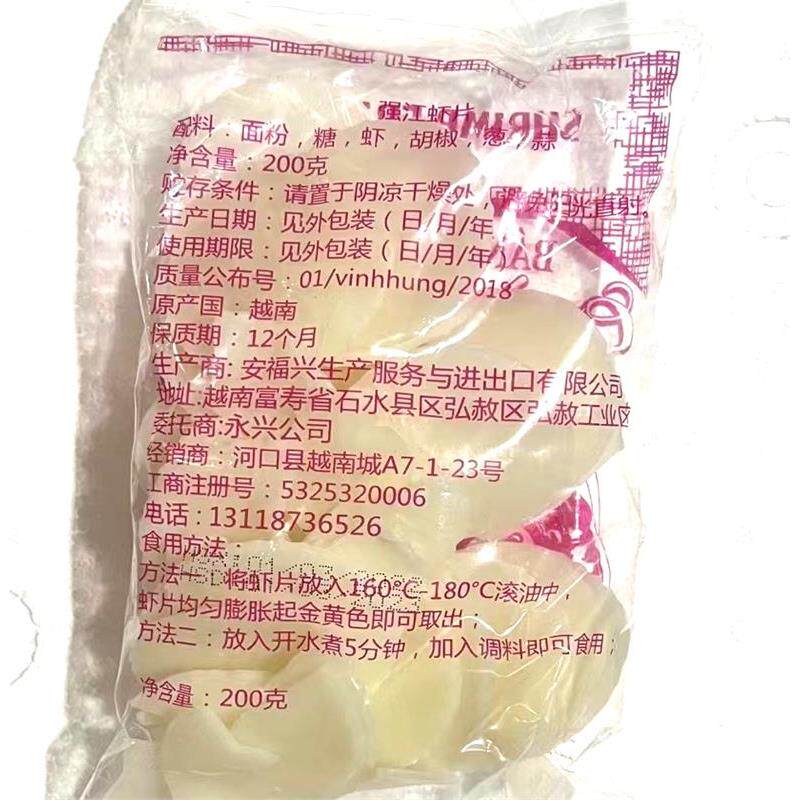 强江虾片
配料：面粉，糖，虾，胡椒，葱，蒜
净含量：200克
贮存条件：请置于阴凉干燥处，避免阳光直射。
生产日期：见外包装（日/月/年
使用期限：见外包装（日/月/年
质量公布号：01/vinhhung/2018
原产国：越南
保质期：12个月
生产商:安福兴生产服务与进出口有限公司
地址:越南富寿省石水县区弘赦区弘赦工业区
委托商:永兴公司
经销商：河口县越南城A7-1-23号
工商注册号：5325320006
电话：13118736526
食用方法：
方法一：将虾片放入160°C-180°C滚油中，
虾片均匀膨胀起金黄色即可取出；
方法二：放入开水煮5分钟，加入调料即可食用；
净含量：200克